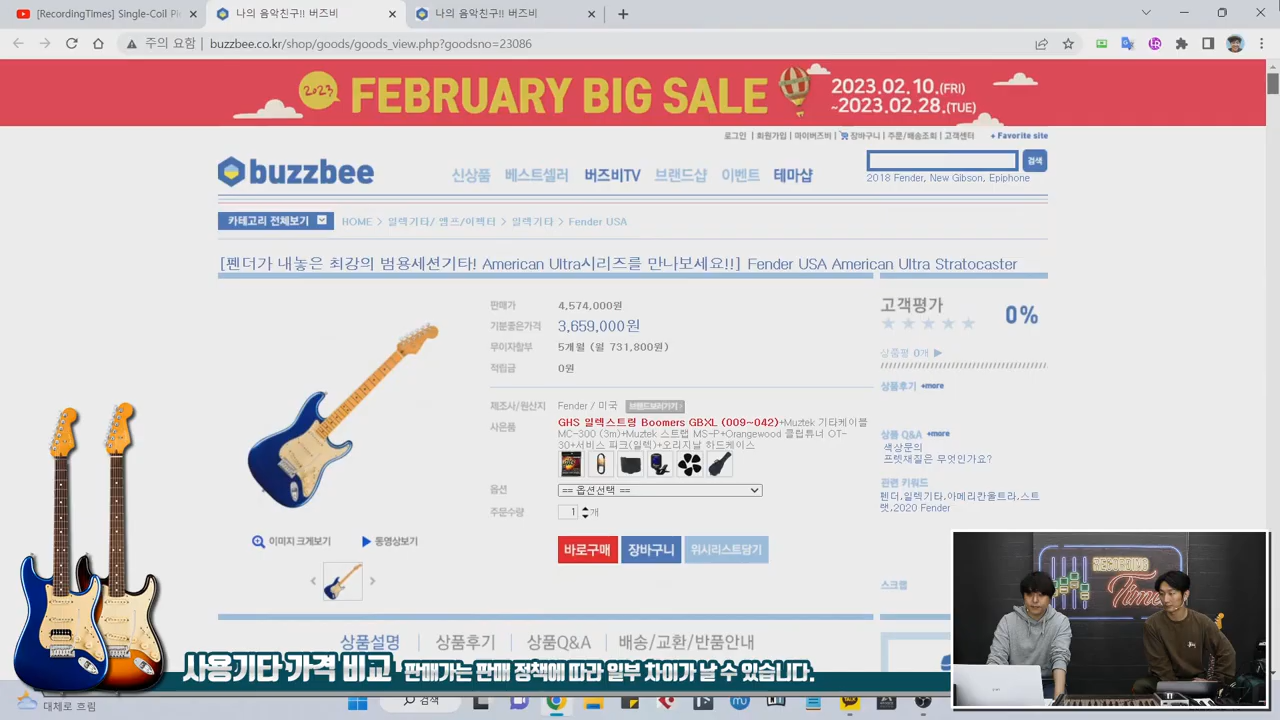 [RecordingTimes] Single-Coil Pi
나의 음악친구!! 버즈비
나의 음악친구!! 버즈비
주의 요함
buzzbee.co.kr/shop/goods/goods_view.php?goodsno=23086
2023 FEBRUARY BIG SALE
2023.02.10.(FRI)
~2023.02.28.(TUE)
로그인 | 회원가입 | 마이버즈비 | 장바구니 | 주문/배송조회 | 고객센터 + Favorite site
buzzbee
신상품 베스트셀러 버즈비TV 브랜드샵 이벤트 테마샵
검색
2018 Fender, New Gibson, Epiphone
카테고리 전체보기
HOME > 일렉기타/ 앰프/이펙터 > 일렉기타 > Fender USA
[펜더가 내놓은 최강의 범용세션기타! American Ultra시리즈를 만나보세요!!] Fender USA American Ultra Stratocaster
판매가 4,574,000원
기분좋은가격 3,659,000원
무이자할부 5개월 (월 731,800원)
적립금 0원
제조사/원산지 Fender / 미국 브랜드보러가기 >
사은품 GHS 일렉스트링 Boomers GBXL (009~042)+Muztek 기타케이블
MC-300 (3m)+Muztek 스트랩 MS-P+Orangewood 클립튜너 OT-
30+서비스 피크(일렉)+오리지날 하드케이스
옵션 == 옵션선택 ==
주문수량 1 개
바로구매 장바구니 위시리스트담기
이미지 크게보기 동영상보기
고객평가
0%
상품평 0개
상품후기 +more
상품 Q&A +more
색상문의
프렛재질은 무엇인가요?
관련 키워드
펜더,일렉기타,아메리칸울트라,스트
랫,2020 Fender
스크랩
상품설명 | 상품후기 | 상품Q&A | 배송/교환/반품안내
RECORDING
Time
사용기타 가격 비교 판매가는 판매 정책에 따라 일부 차이가 날 수 있습니다.
대체로 흐림
검색